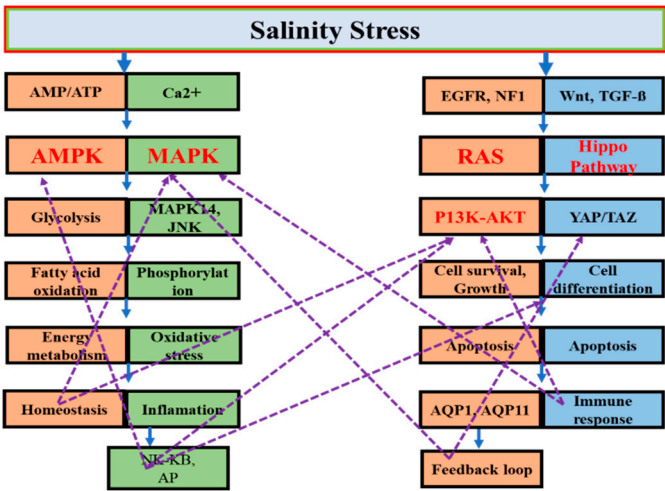 Salinity Stress
AMP/ATP
Ca2+
EGFR, NF1
Wnt, TGF-ß
AMPK
MAPK
RAS
Hippo
Pathway
Glycolysis
MAPK14,
JNK
P13K-AKT
YAP/TAZ
Fatty acid
oxidation
Phosphorylat
ion
Cell survival,
Growth
Cell
differentiation
Energy
metabolism
Oxidative
stress
Apoptosis
Apoptosis
Homeostasis
Inflamation
AQP1, AQP11
Immune
response
NK-KB,
AP
Feedback loop